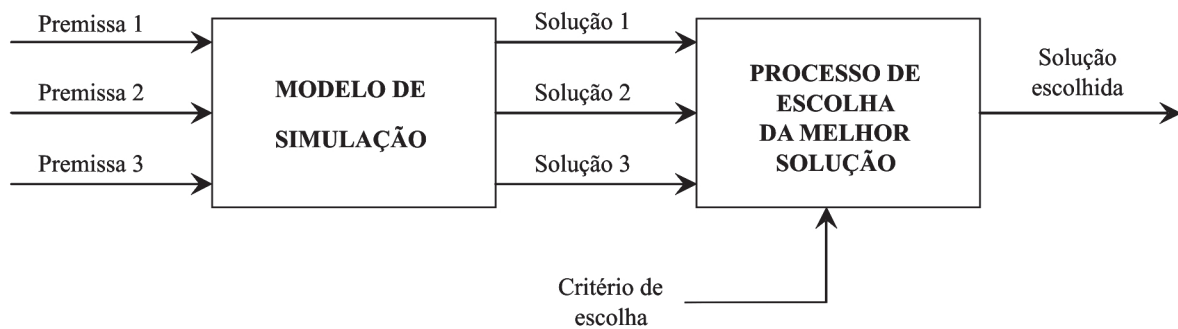 Premissa 1
Premissa 2
Premissa 3
MODELO DE
SIMULAÇÃO
Solução 1
Solução 2
Solução 3
PROCESSO DE
ESCOLHA
DA MELHOR
SOLUÇÃO
Solução
escolhida
Critério de
escolha